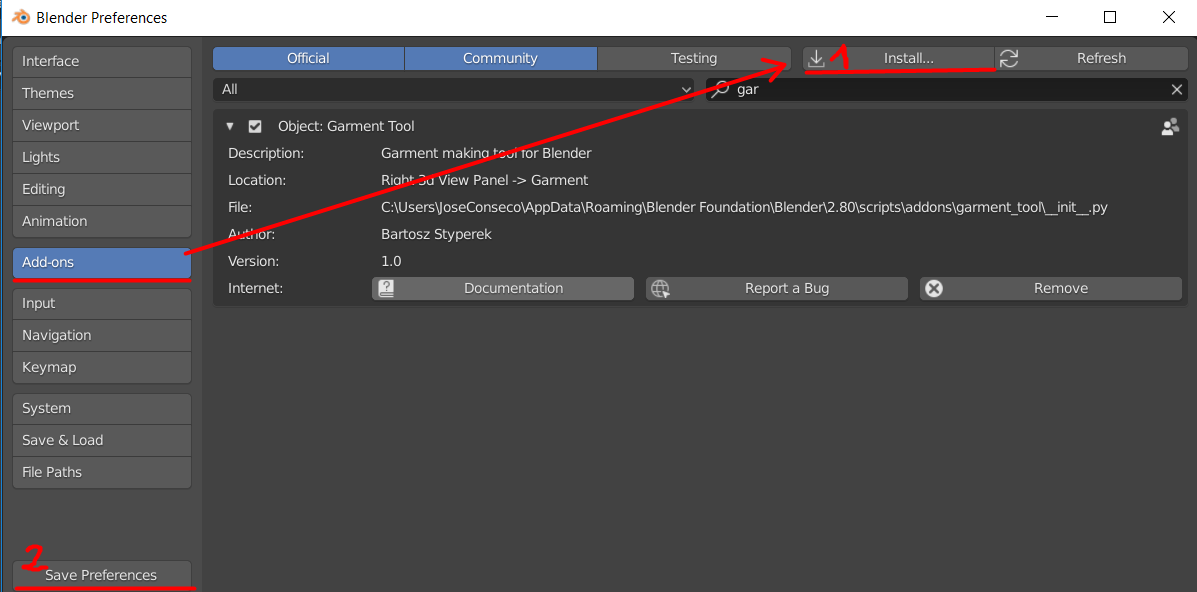 Blender Preferences
Interface
Themes
Viewport
Lights
Editing
Animation
Add-ons
Input
Navigation
Keymap
System
Save & Load
File Paths
2
Save Preferences
Official Community Testing 1 Install... Refresh
All gar
Object: Garment Tool
Description: Garment making tool for Blender
Location: Right 3d View Panel -> Garment
File: C:\Users\JoseConseco\AppData\Roaming\Blender Foundation\Blender\2.80\scripts\addons\garment_tool\__init__.py
Author: Bartosz Styperek
Version: 1.0
Internet: Documentation Report a Bug Remove